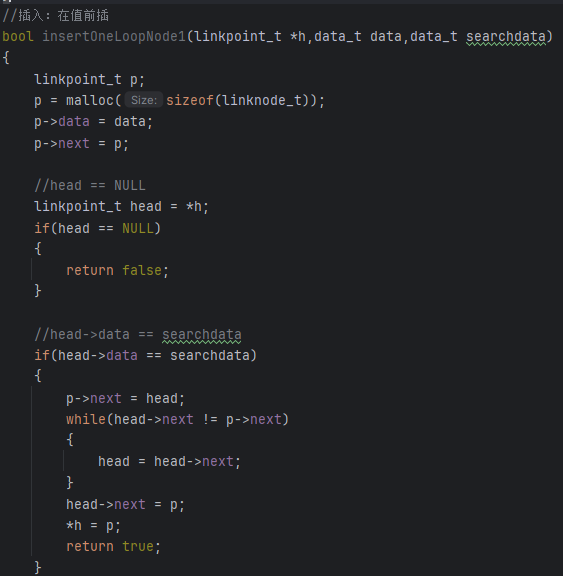 //插入：在值前插
bool insertOneLoopNode1(linkpoint_t *h,data_t data,data_t searchdata)
{
    linkpoint_t p;
    p = malloc( Size: sizeof(linknode_t));
    p->data = data;
    p->next = p;

    //head == NULL
    linkpoint_t head = *h;
    if(head == NULL)
    {
        return false;
    }

    //head->data == searchdata
    if(head->data == searchdata)
    {
        p->next = head;
        while(head->next != p->next)
        {
            head = head->next;
        }
        head->next = p;
        *h = p;
        return true;
    }